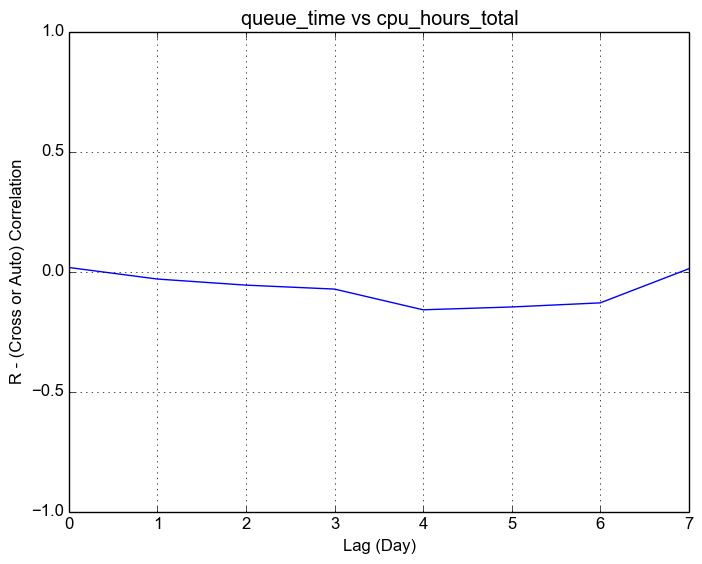 queue_time vs cpu_hours_total
1.0
0.5
0.0
−0.5
−1.0
R - (Cross or Auto) Correlation
0 1 2 3 4 5 6 7
Lag (Day)